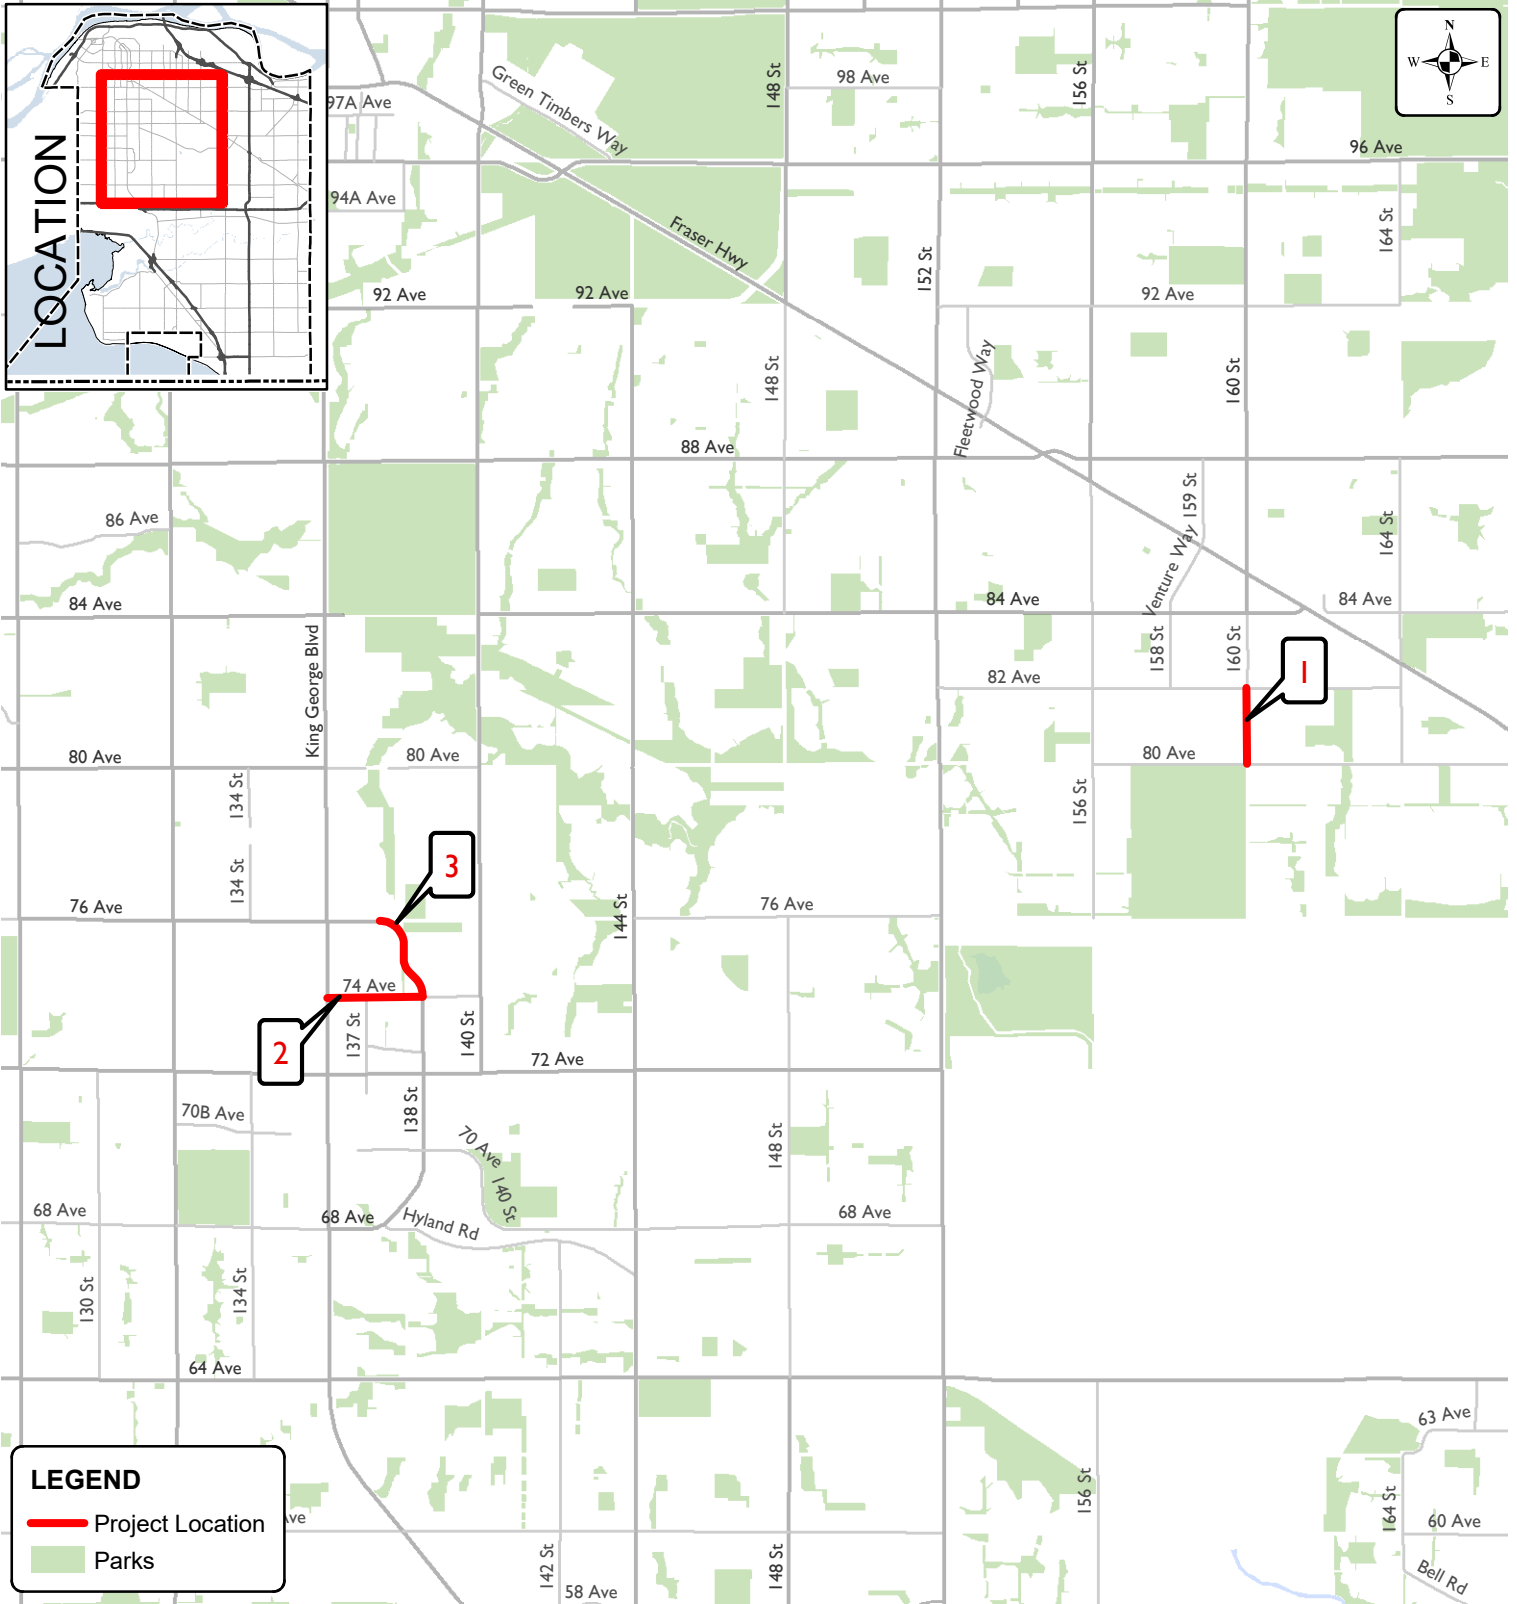 LOCATION
N
W E
S
97A Ave
Green Timbers Way
148 St
98 Ave
156 St
96 Ave
94A Ave
Fraser Hwy
152 St
164 St
92 Ave
92 Ave
92 Ave
148 St
Fleetwood Way
160 St
88 Ave
86 Ave
159 St
164 St
Venture Way
84 Ave
84 Ave
84 Ave
King George Blvd
158 St
160 St
1
82 Ave
80 Ave
80 Ave
80 Ave
134 St
156 St
3
134 St
76 Ave
144 St
76 Ave
74 Ave
2
137 St
140 St
72 Ave
70B Ave
138 St
70 Ave
148 St
140 St
68 Ave
68 Ave
Hyland Rd
68 Ave
130 St
134 St
64 Ave
63 Ave
LEGEND
Project Location
Parks
156 St
164 St
60 Ave
142 St
148 St
58 Ave
Bell Rd